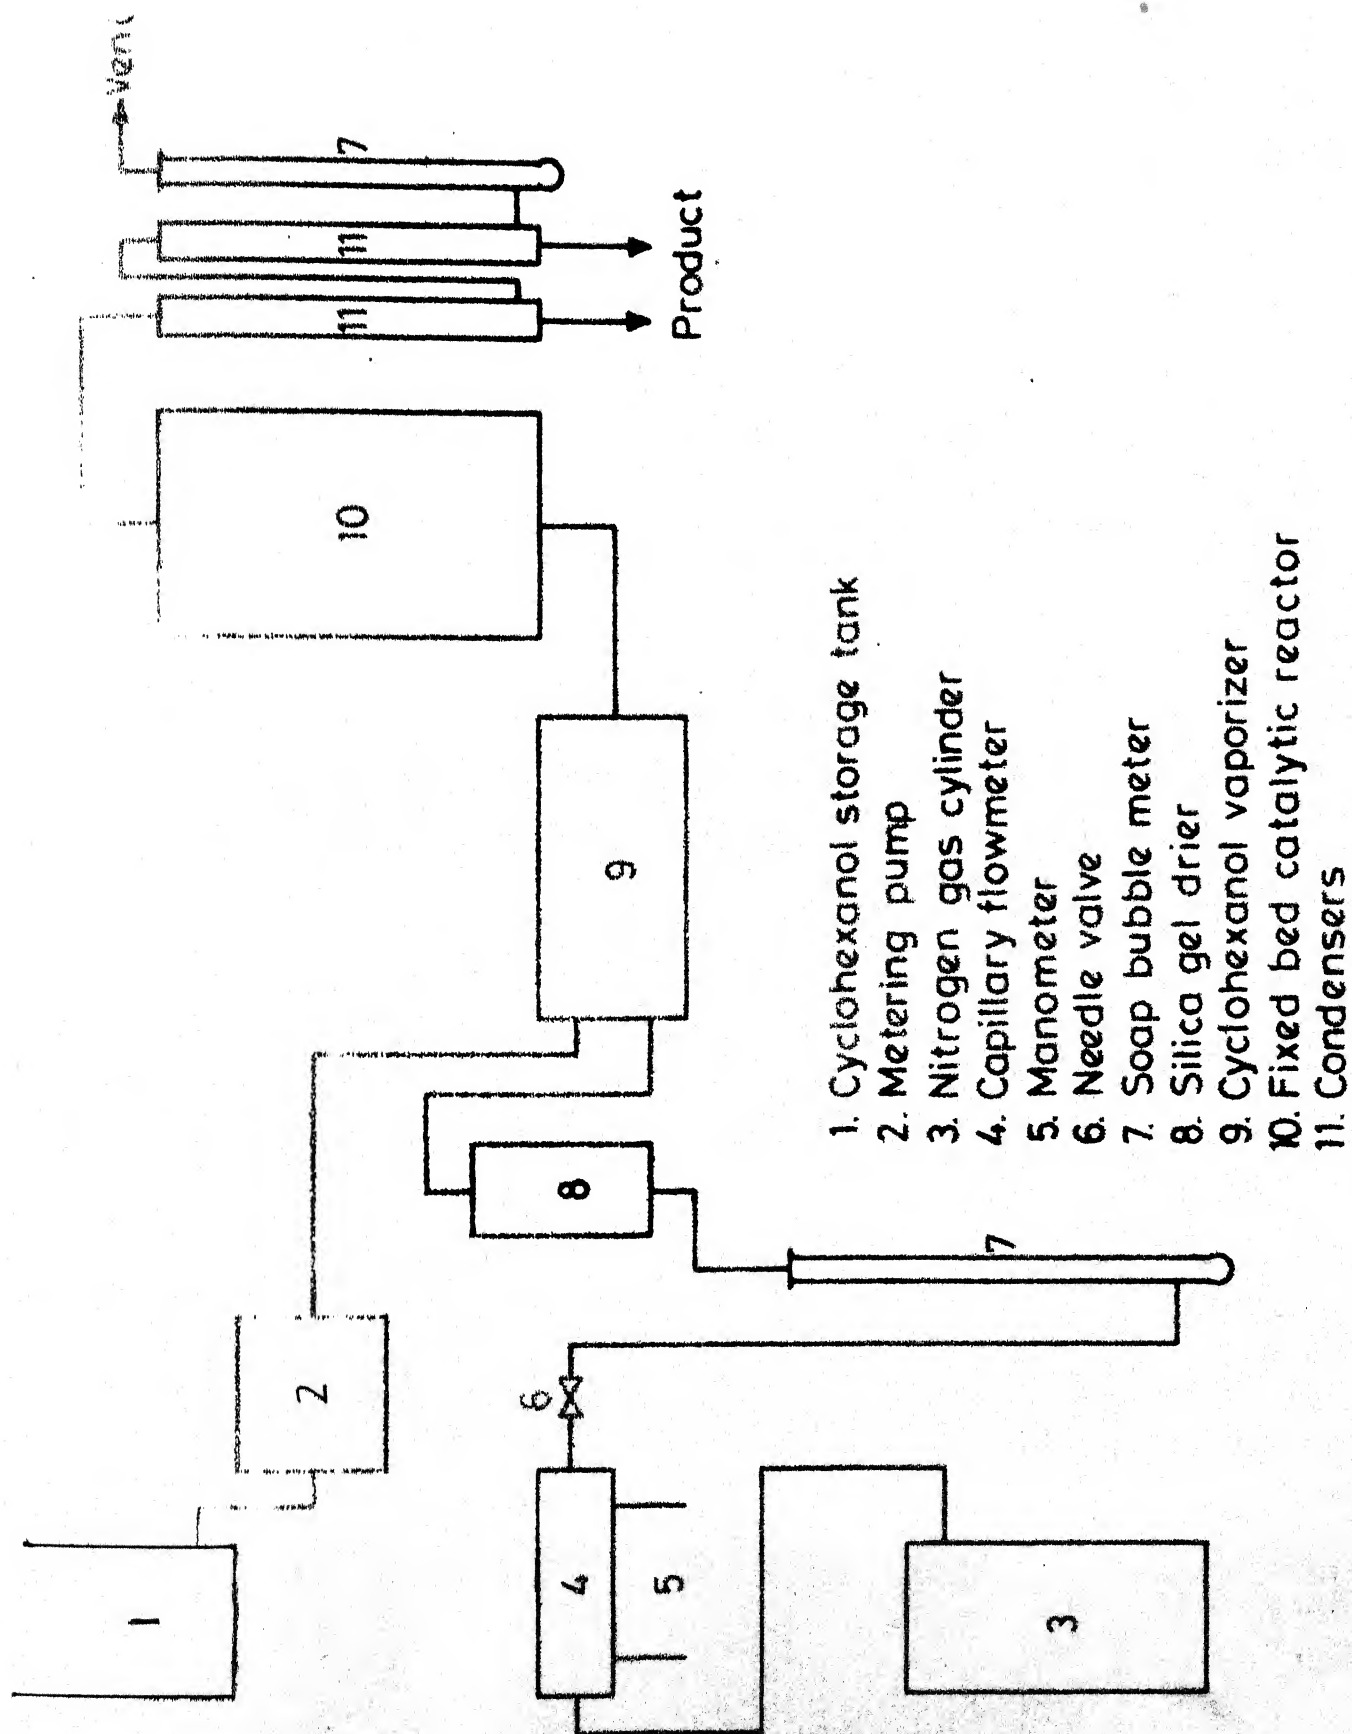 Vent
7
11
11
Product
10
9
8
7
2
6
1
4
5
3
1. Cyclohexanol storage tank
2. Metering pump
3. Nitrogen gas cylinder
4. Capillary flowmeter
5. Manometer
6. Needle valve
7. Soap bubble meter
8. Silica gel drier
9. Cyclohexanol vaporizer
10. Fixed bed catalytic reactor
11. Condensers